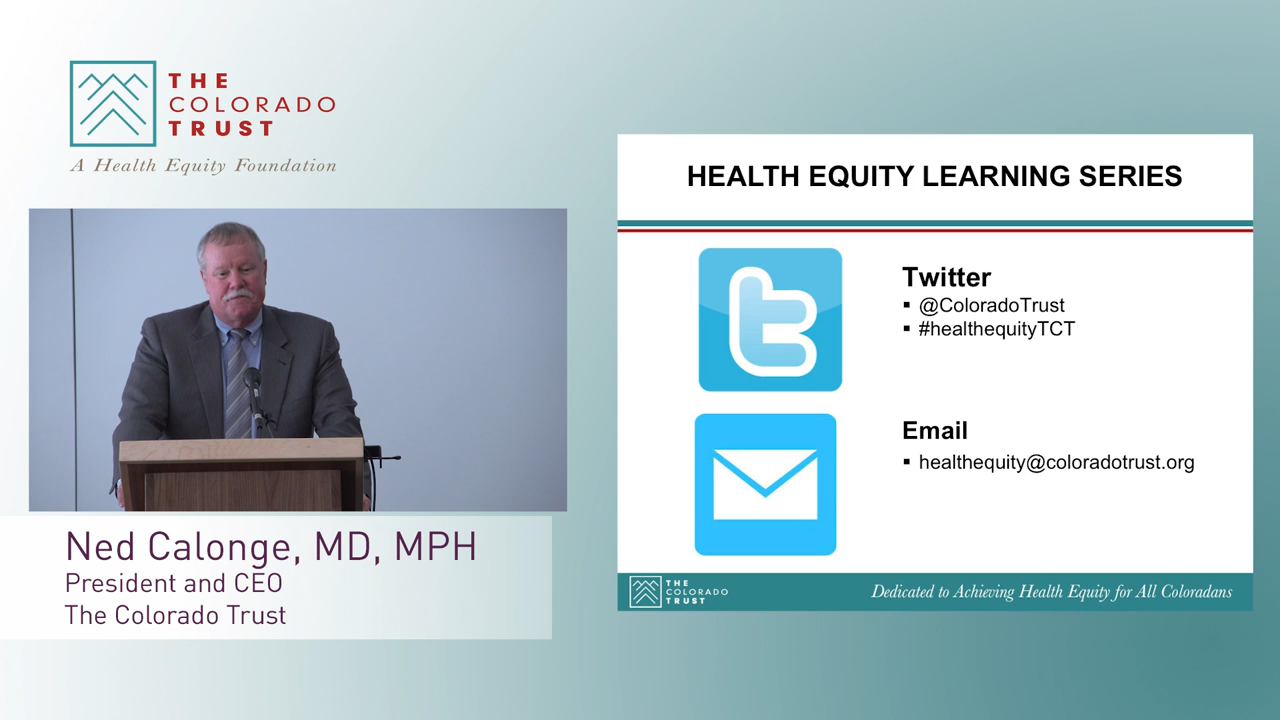 THE
COLORADO
TRUST
A Health Equity Foundation
Ned Calonge, MD, MPH
President and CEO
The Colorado Trust
HEALTH EQUITY LEARNING SERIES
Twitter
▪ @ColoradoTrust
▪ #healthequityTCT
Email
▪ healthequity@coloradotrust.org
THE
COLORADO
TRUST
Dedicated to Achieving Health Equity for All Coloradans